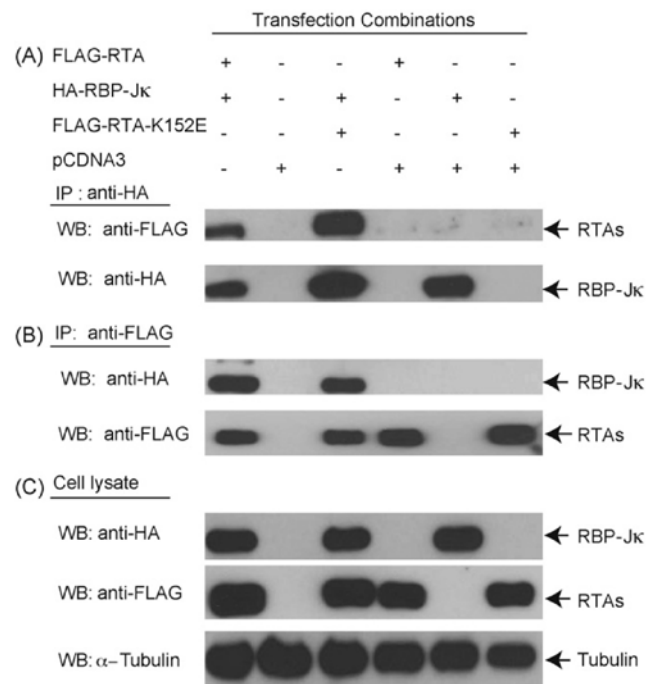 Transfection Combinations
(A) FLAG-RTA + - - + - -
HA-RBP-Jκ + - + - + -
FLAG-RTA-K152E - - + - - +
pCDNA3 - + - + + +
IP : anti-HA
WB: anti-FLAG RTAs
WB: anti-HA RBP-Jκ
(B) IP: anti-FLAG
WB: anti-HA RBP-Jκ
WB: anti-FLAG RTAs
(C) Cell lysate
WB: anti-HA RBP-Jκ
WB: anti-FLAG RTAs
WB: α-Tubulin Tubulin